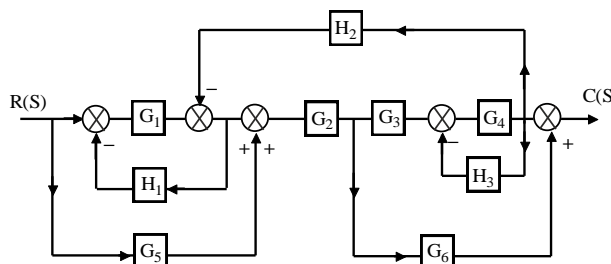 H2
−
R(S) G1 G2 G3 G4 C(S
− + + − +
H1 H3
G5 G6